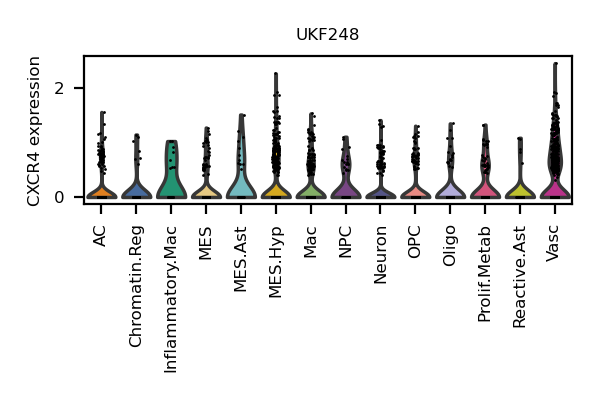 UKF248
CXCR4 expression
2
0
AC
Chromatin.Reg
Inflammatory.Mac
MES
MES.Ast
MES.Hyp
Mac
NPC
Neuron
OPC
Oligo
Prolif.Metab
Reactive.Ast
Vasc